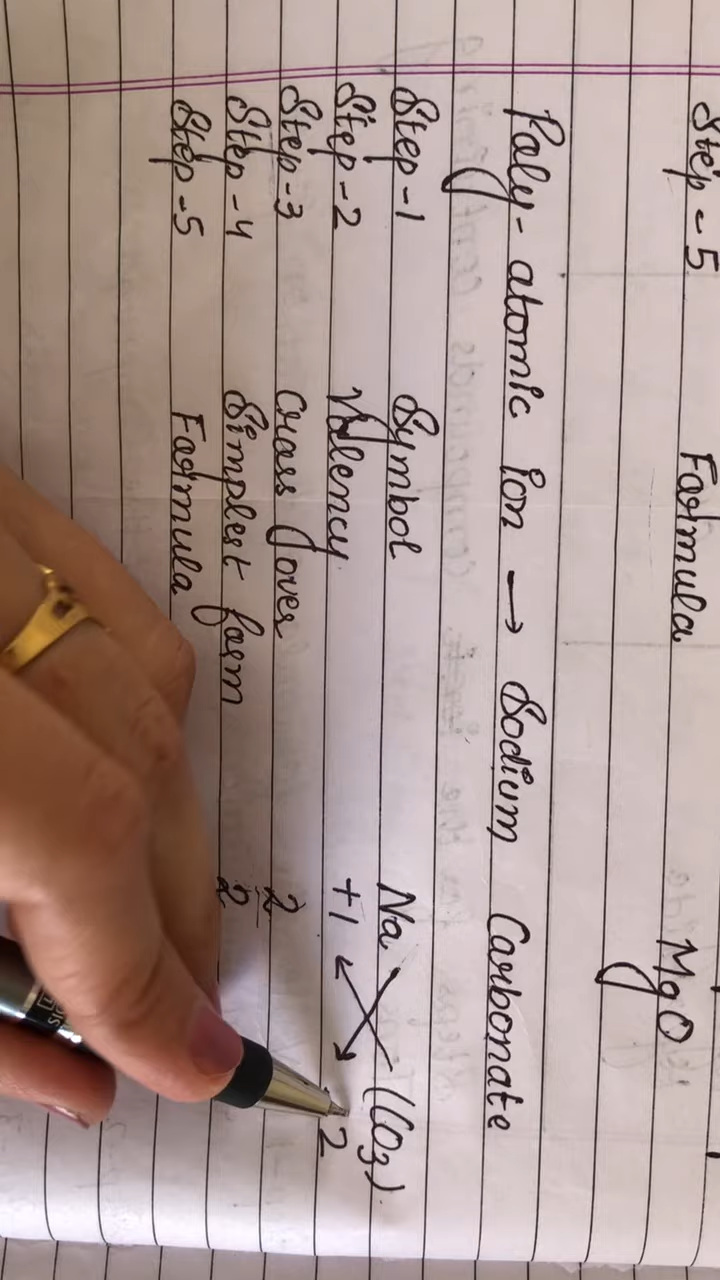 Step - 5 Formula MgO
Poly - atomic ion → Sodium Carbonate
Step - 1 Symbol Na (CO3)
Step - 2 Valency +1 2
Step - 3 Cross over 2
Step - 4 Simplest form 2
Step - 5 Formula